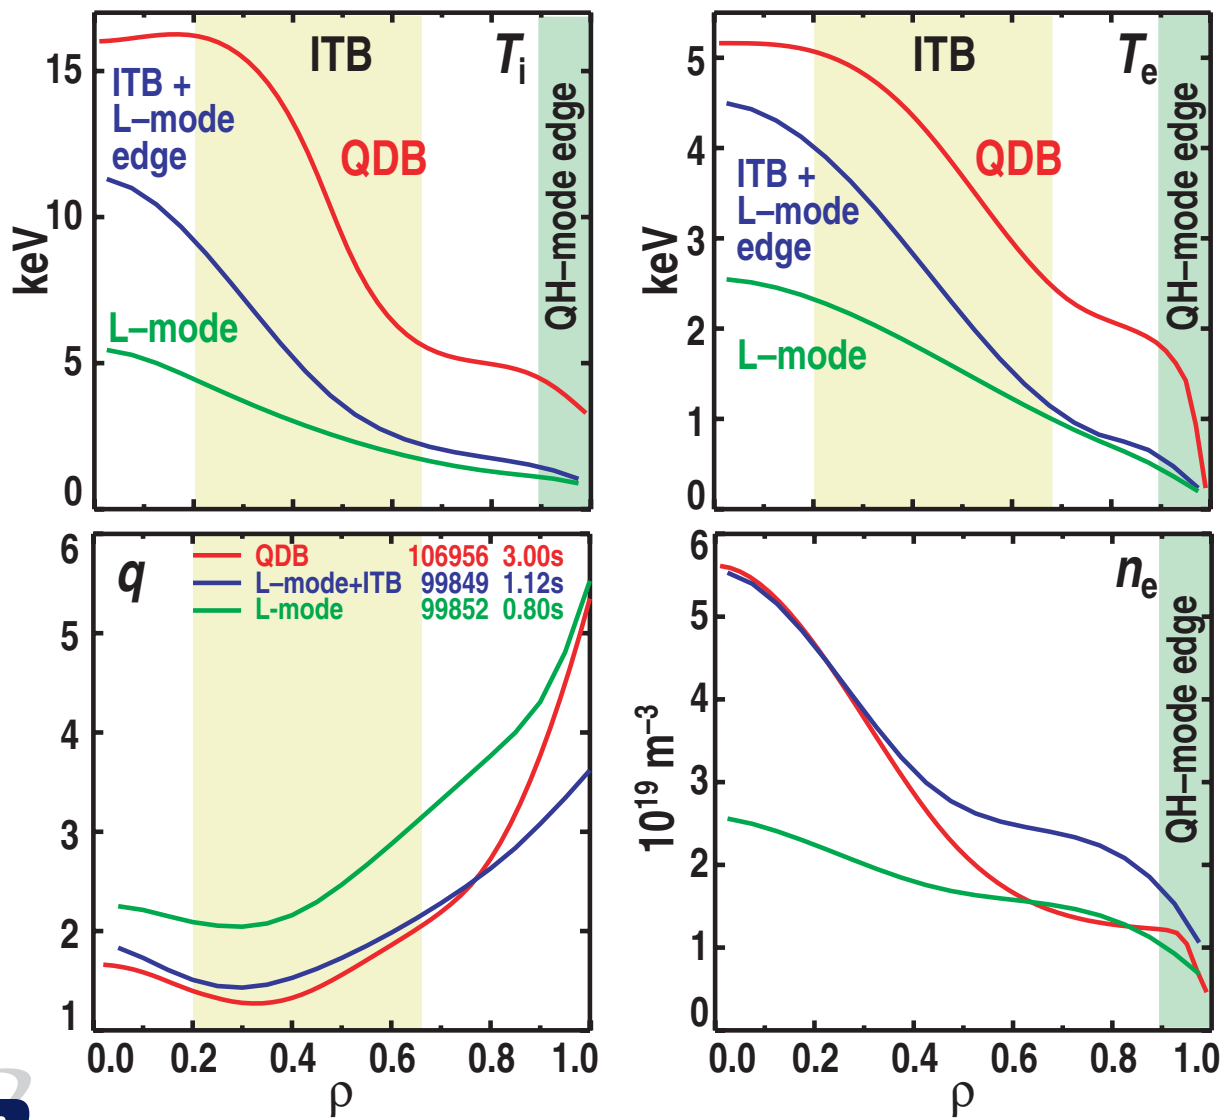 ITB
Ti
15
ITB +
L–mode
edge
QDB
10
keV
QH–mode edge
L–mode
5
0
ITB
Te
5
4
QDB
ITB +
L–mode
edge
3
keV
QH–mode edge
2
L–mode
1
0
6
q
QDB 106956 3.00s
L–mode+ITB 99849 1.12s
L-mode 99852 0.80s
5
4
3
2
1
0.0 0.2 0.4 0.6 0.8 1.0
ρ
6
ne
5
4
10¹⁹ m⁻³
QH–mode edge
3
2
1
0
0.0 0.2 0.4 0.6 0.8 1.0
ρ